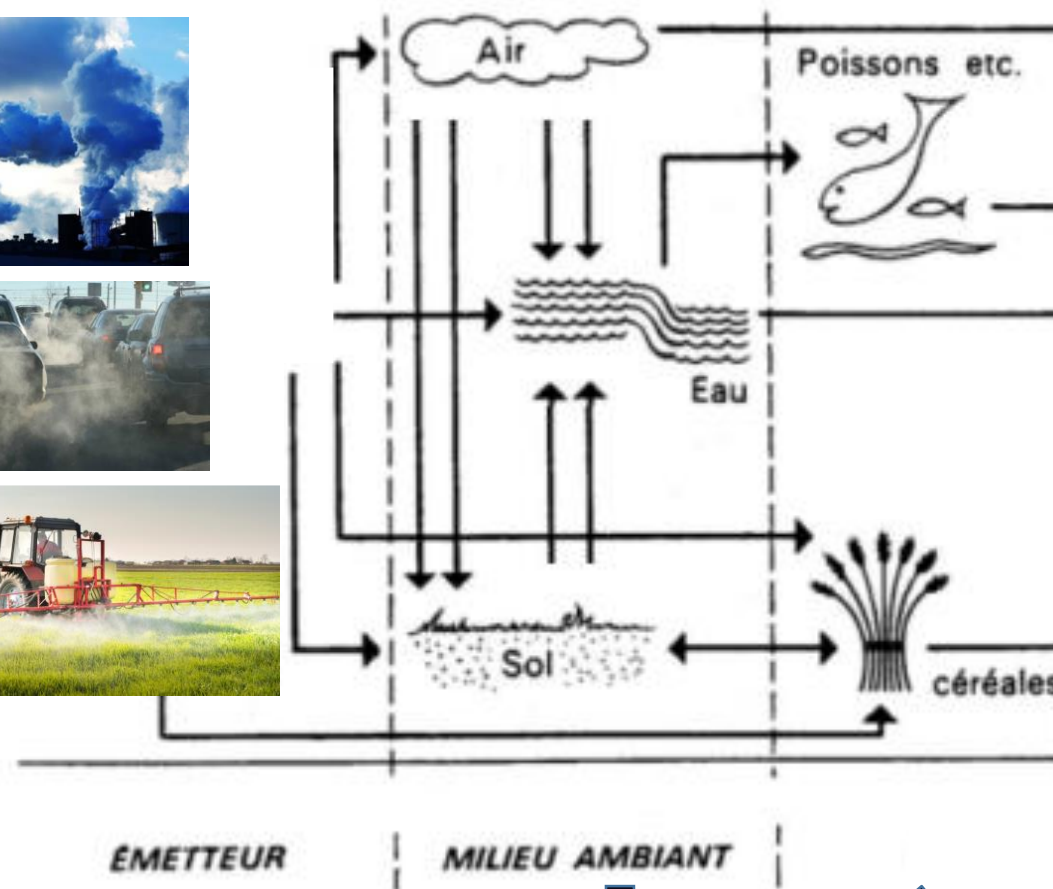 Air
Poissons etc.
Eau
Sol
céréales
ÉMETTEUR
MILIEU AMBIANT